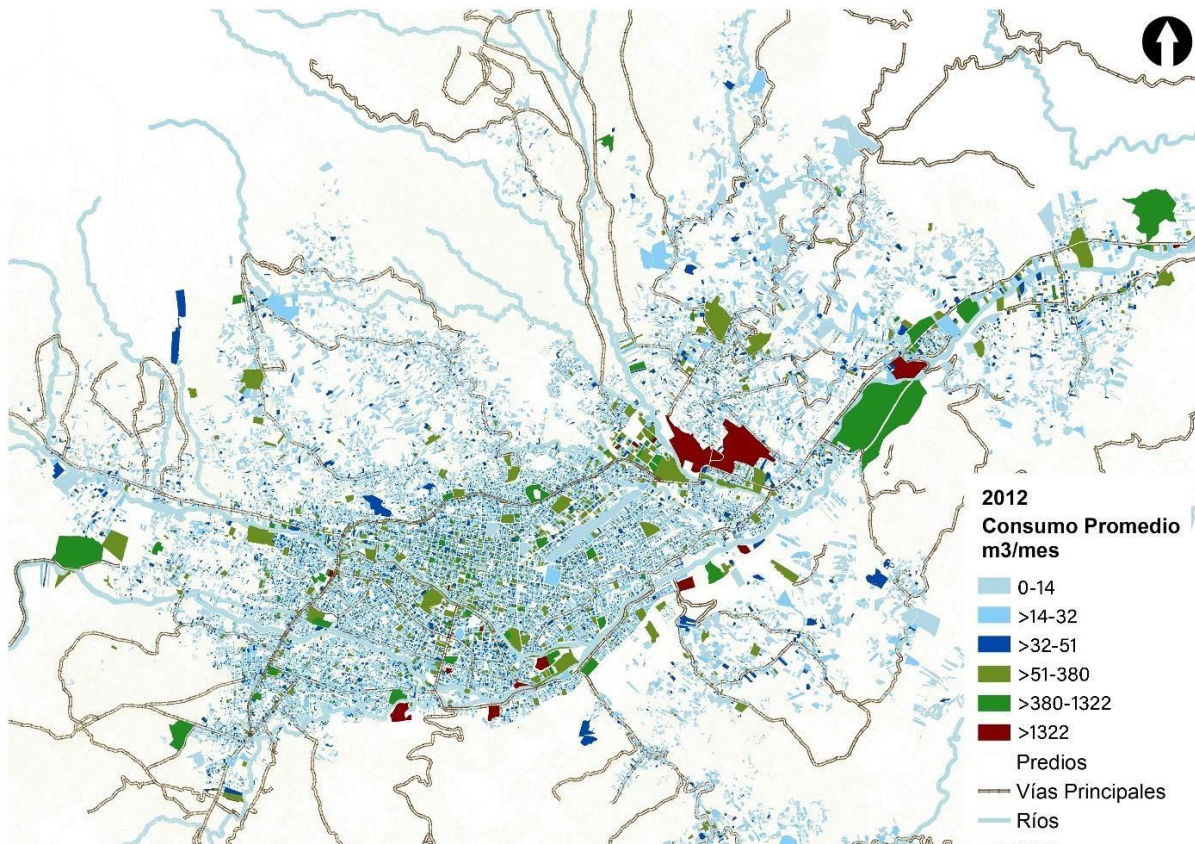 2012
Consumo Promedio
m3/mes
0-14
>14-32
>32-51
>51-380
>380-1322
>1322
Predios
Vías Principales
Ríos